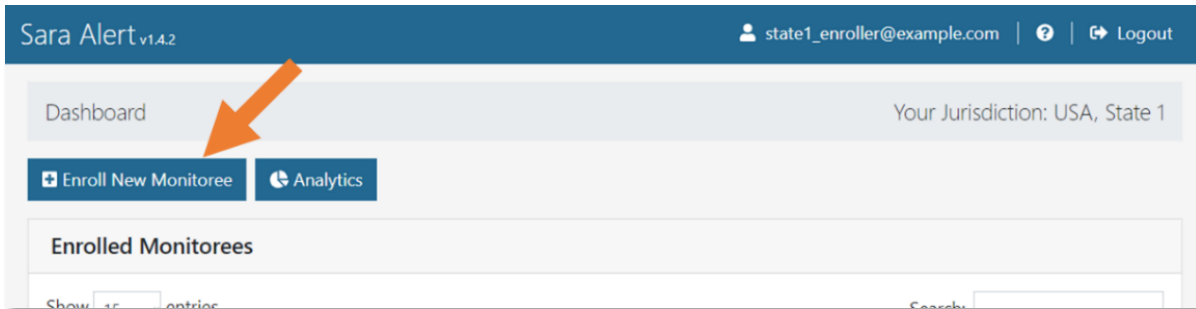 Sara Alert v1.4.2 state1_enroller@example.com | ? | Logout
Dashboard Your Jurisdiction: USA, State 1
Enroll New Monitoree Analytics
Enrolled Monitorees
Show 15 entries Search: